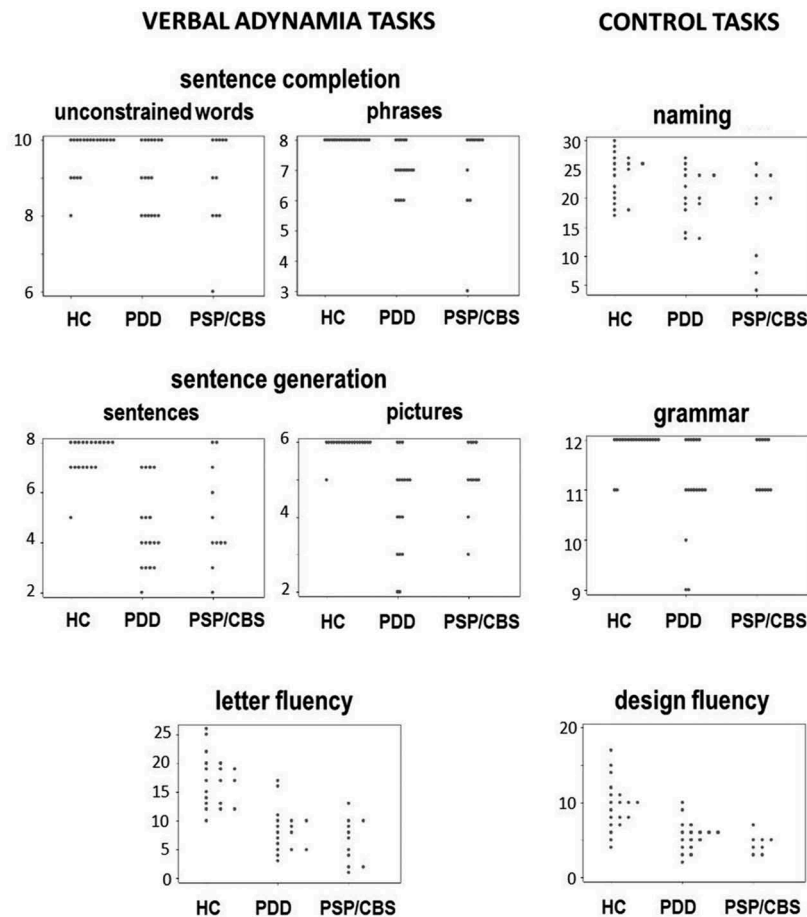 VERBAL ADYNAMIA TASKS CONTROL TASKS
sentence completion
unconstrained words phrases naming
10
8
6
HC PDD PSP/CBS
8
7
6
5
4
3
HC PDD PSP/CBS
30
25
20
15
10
5
HC PDD PSP/CBS
sentence generation
sentences pictures grammar
8
6
4
2
HC PDD PSP/CBS
6
5
4
3
2
HC PDD PSP/CBS
12
11
10
9
HC PDD PSP/CBS
letter fluency design fluency
25
20
15
10
5
0
HC PDD PSP/CBS
20
10
0
HC PDD PSP/CBS